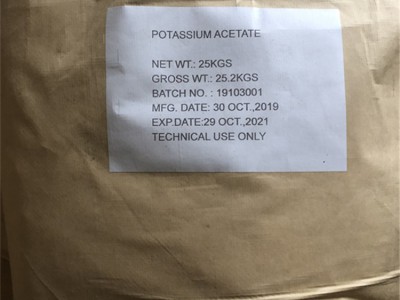 POTASSIUM ACETATE
NET WT.: 25KGS
GROSS WT.: 25.2KGS
BATCH NO. : 19103001
MFG. DATE: 30 OCT.,2019
EXP.DATE:29 OCT.,2021
TECHNICAL USE ONLY